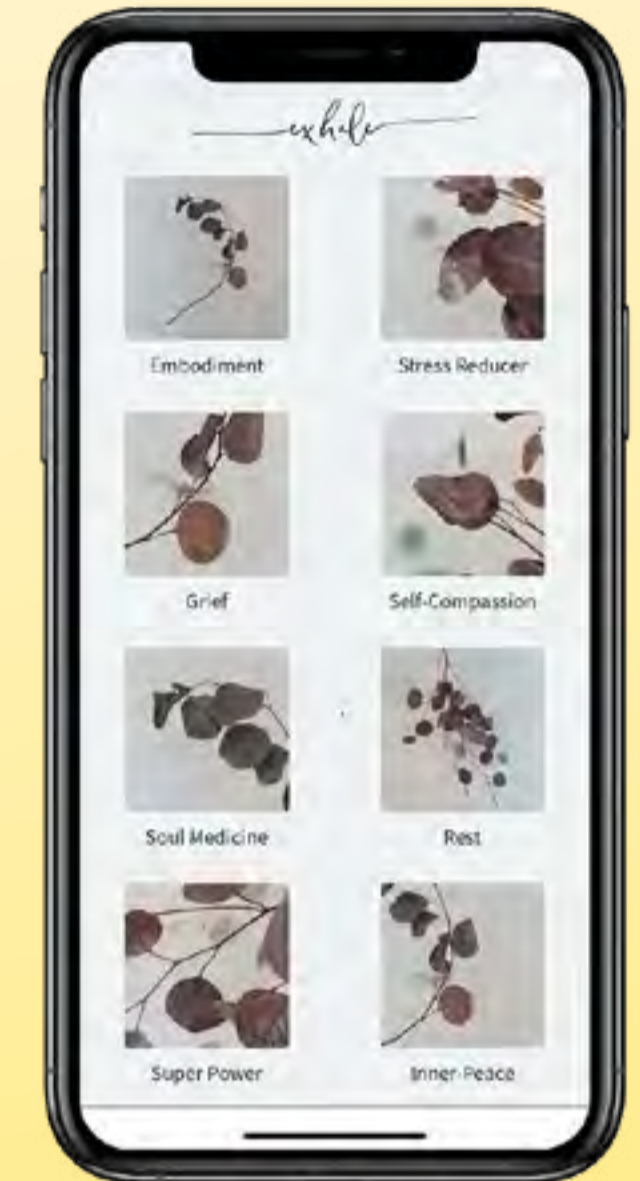 exhale
Embodiment
Stress Reducer
Grief
Self-Compassion
Soul Medicine
Rest
Super Power
Inner-Peace